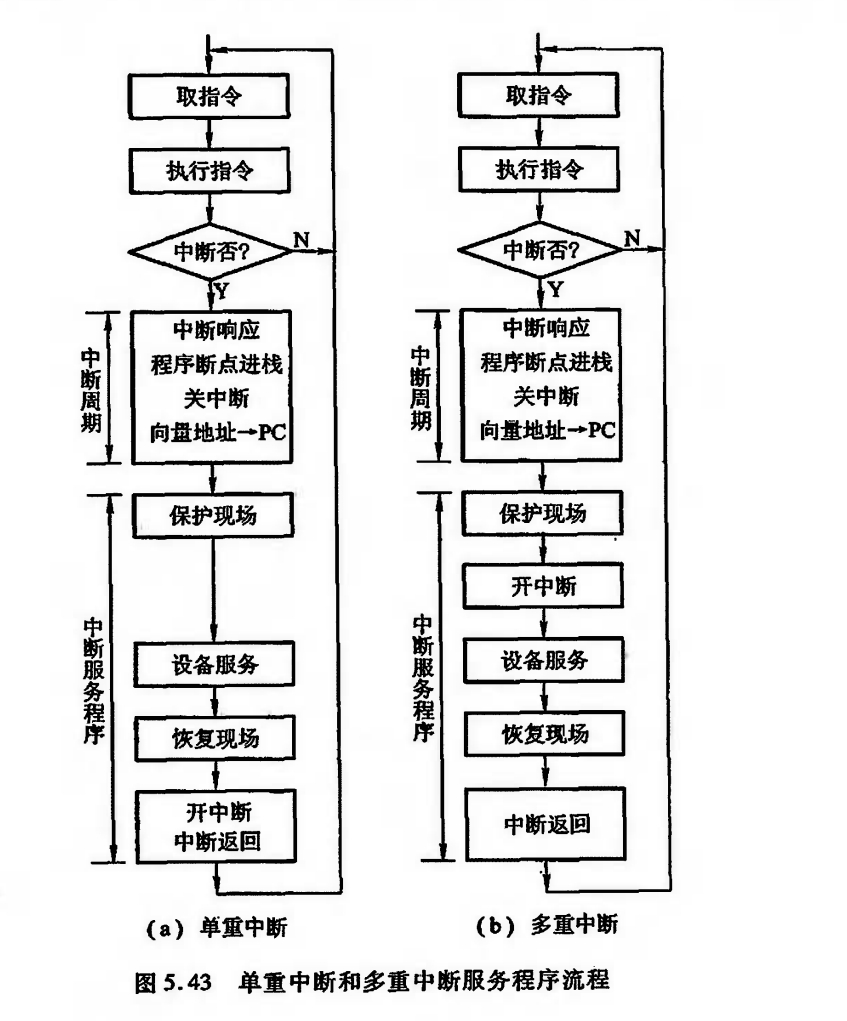 取指令
执行指令
中断否?
N
Y
中断周期
中断响应
程序断点进栈
关中断
向量地址→PC
中断服务程序
保护现场
设备服务
恢复现场
开中断
中断返回
(a) 单重中断
取指令
执行指令
中断否?
N
Y
中断周期
中断响应
程序断点进栈
关中断
向量地址→PC
中断服务程序
保护现场
开中断
设备服务
恢复现场
中断返回
(b) 多重中断
图 5.43 单重中断和多重中断服务程序流程